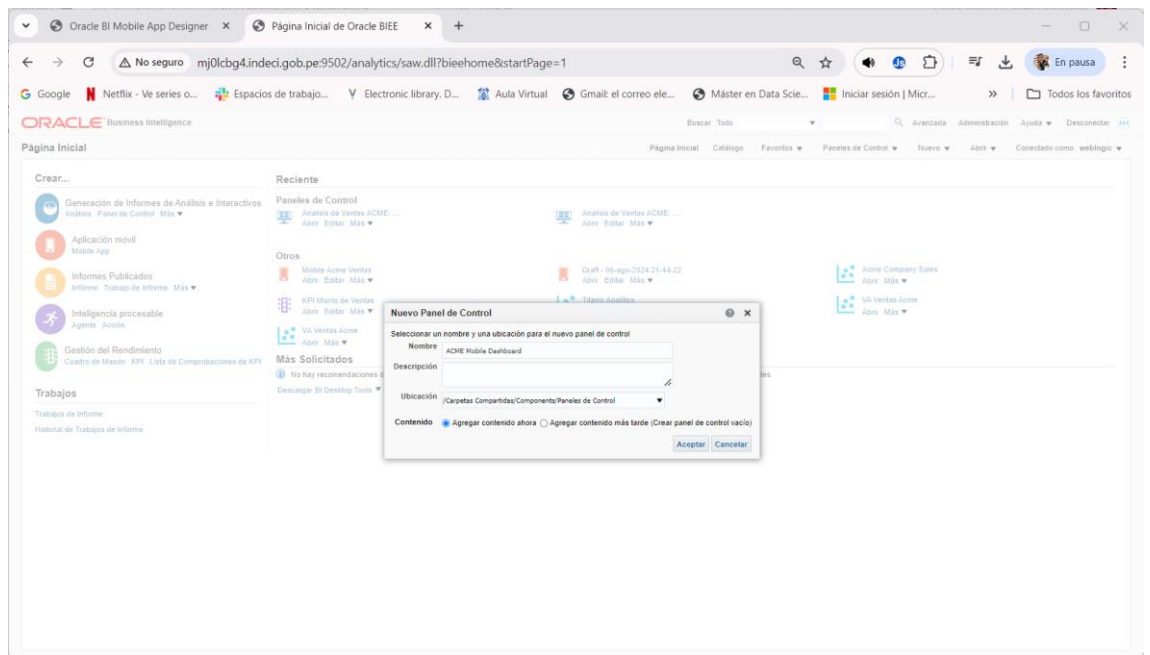 Oracle BI Mobile App Designer
Página Inicial de Oracle BIEE
No seguro mj0lcbg4.indeci.gob.pe:9502/analytics/saw.dll?bieehome&startPage=1
En pausa
Google Netflix - Ve series o... Espacios de trabajo... Electronic library. D... Aula Virtual Gmail: el correo ele... Máster en Data Scie... Iniciar sesión | Micr... Todos los favoritos
ORACLE Business Intelligence
Buscar Todo Avanzada Administración Ayuda Desconectar
Página Inicial
Página Inicial Catálogo Favoritos Paneles de Control Nuevo Abrir Conectado como weblogic
Crear...
Generación de Informes de Análisis e Interactivos
Análisis Panel de Control Más
Aplicación móvil
Mobile App
Informes Publicados
Informe Trabajo de Informe Más
Inteligencia procesable
Agente Acción
Gestión del Rendimiento
Cuadro de Mando KPI Lista de Comprobaciones de KPI
Trabajos
Trabajos de Informe
Historial de Trabajos de Informe
Reciente
Paneles de Control
Analisis de Ventas ACME ...
Abrir Editar Más
Analisis de Ventas ACME ...
Abrir Editar Más
Otros
Mobile Acme Ventas
Abrir Editar Más
Draft - 06-ago-2024 21-44-22
Abrir Editar Más
Acme Company Sales
Abrir Más
KPI Monto de Ventas
Abrir Editar Más
Titanic Analitica
VA Ventas Acme
Abrir Más
VA Ventas Acme
Abrir Más
Más Solicitados
No hay recomendaciones
Descargar BI Desktop Tools
Nuevo Panel de Control
Seleccionar un nombre y una ubicación para el nuevo panel de control
Nombre ACME Mobile Dashboard
Descripción
Ubicación /Carpetas Compartidas/Components/Paneles de Control
Contenido Agregar contenido ahora Agregar contenido más tarde (Crear panel de control vacío)
Aceptar Cancelar